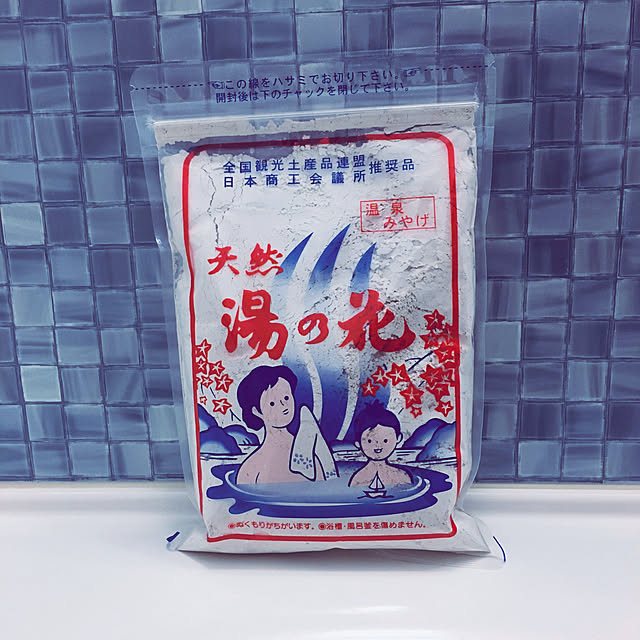 この線をハサミでお切り下さい。
開封後は下のチャックを閉じて下さい。
全国観光土産品連盟推奨品
日本商工会議所
温泉
みやげ
天然
湯の花
◉ぬくもりがちがいます。◉浴槽・風呂釜を傷めません。